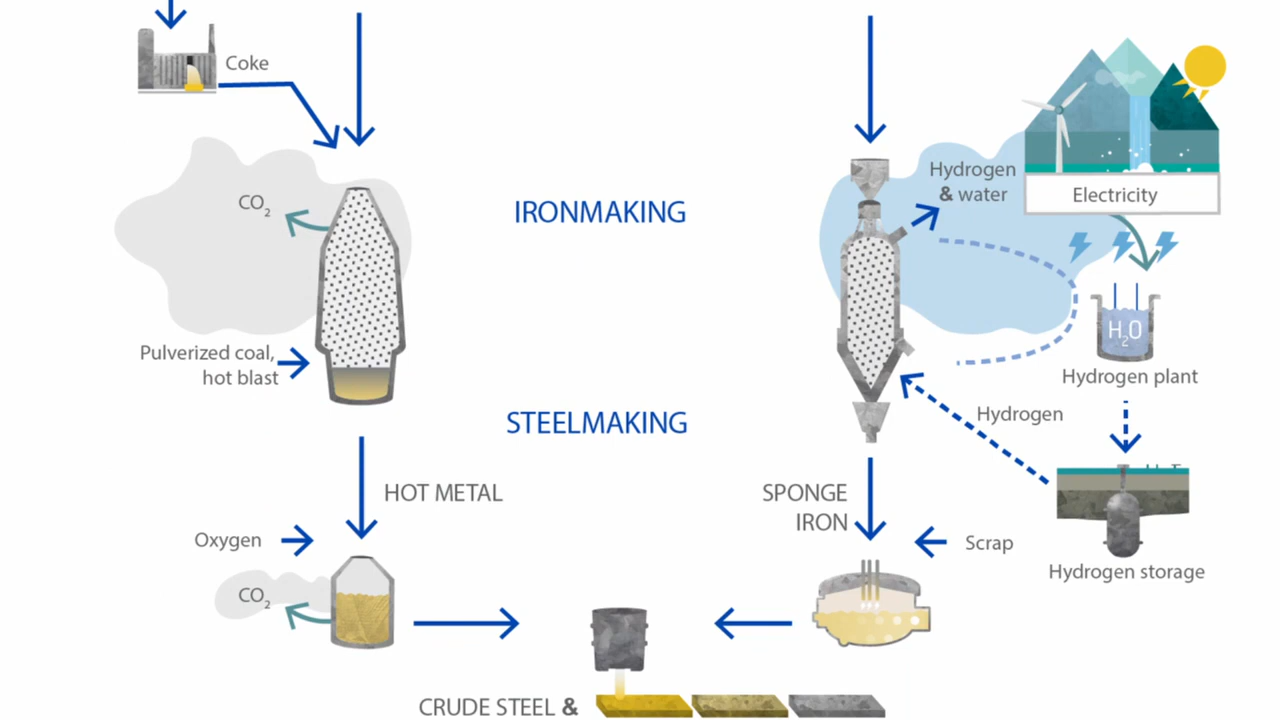 Coke
CO₂
Hydrogen
& water
Electricity
IRONMAKING
H₂O
Pulverized coal,
hot blast
Hydrogen plant
Hydrogen
STEELMAKING
HOT METAL
SPONGE
IRON
Oxygen
Scrap
Hydrogen storage
CO₂
CRUDE STEEL &